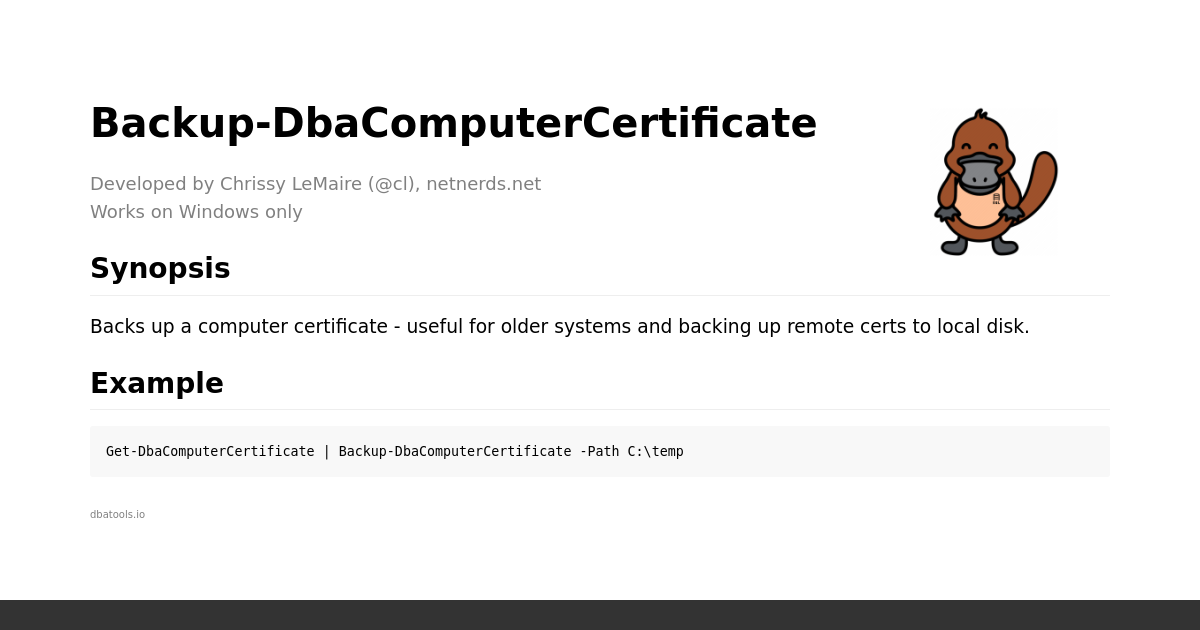 Backup-DbaComputerCertificate
Developed by Chrissy LeMaire (@cl), netnerds.net
Works on Windows only
Synopsis
Backs up a computer certificate - useful for older systems and backing up remote certs to local disk.
Example
Get-DbaComputerCertificate | Backup-DbaComputerCertificate -Path C:\temp
dbatools.io